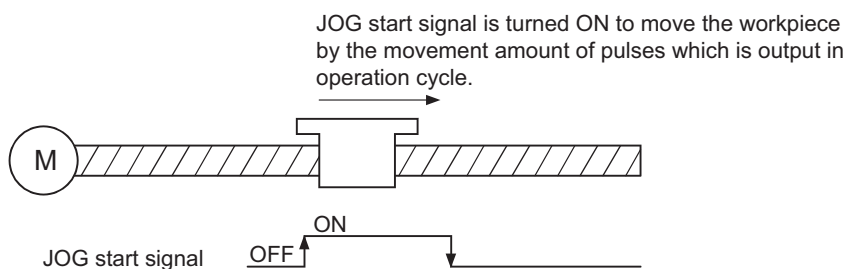 JOG start signal is turned ON to move the workpiece
by the movement amount of pulses which is output in
operation cycle.
M
ON
JOG start signal OFF